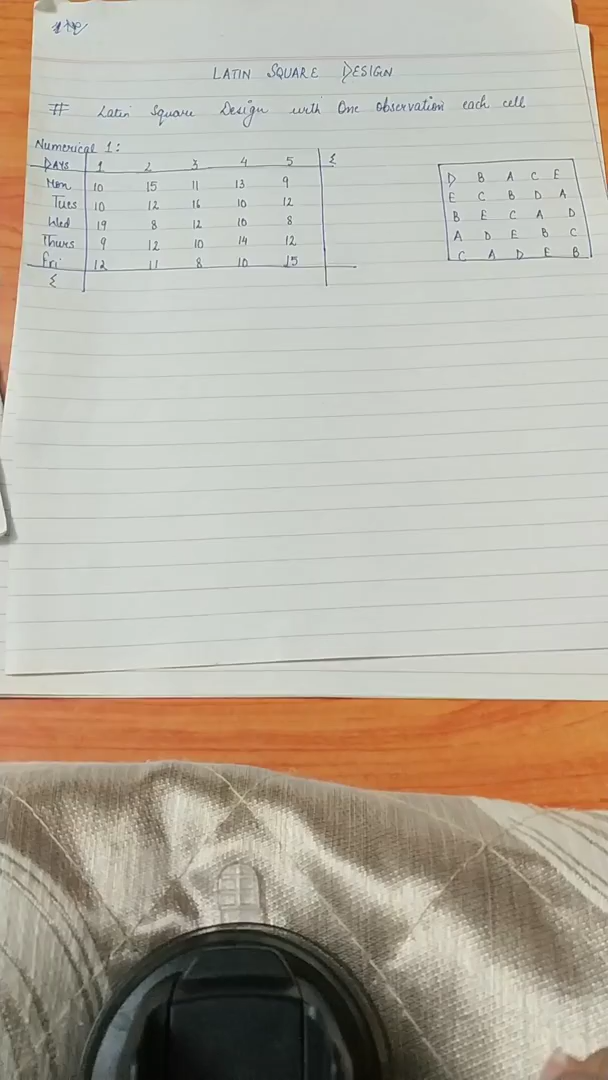 LATIN SQUARE DESIGN
# Latin Square Design with One observation each cell
Numerical 1:
DAYS 1 2 3 4 5 Σ
Mon 10 15 11 13 9
Tues 10 12 16 10 12
Wed 19 8 12 10 8
Thurs 9 12 10 14 12
Fri 12 11 8 10 15
Σ
D B A C E
E C B D A
B E C A D
A D E B C
C A D E B